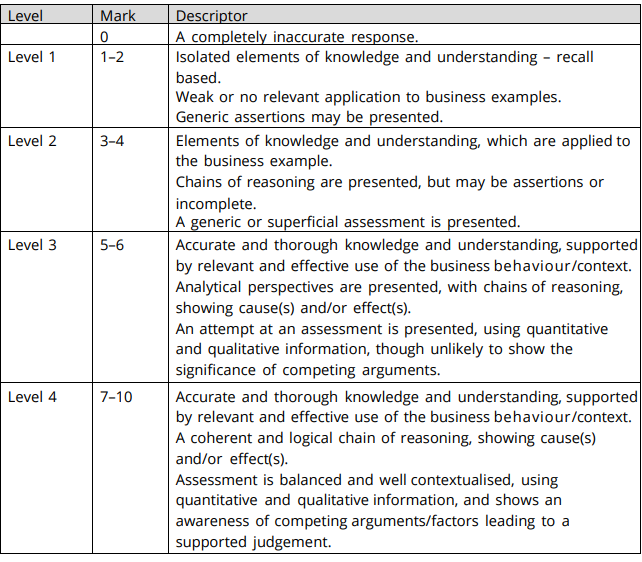 Level Mark Descriptor
0 A completely inaccurate response.
Level 1 1–2 Isolated elements of knowledge and understanding – recall
based.
Weak or no relevant application to business examples.
Generic assertions may be presented.
Level 2 3–4 Elements of knowledge and understanding, which are applied to
the business example.
Chains of reasoning are presented, but may be assertions or
incomplete.
A generic or superficial assessment is presented.
Level 3 5–6 Accurate and thorough knowledge and understanding, supported
by relevant and effective use of the business behaviour/context.
Analytical perspectives are presented, with chains of reasoning,
showing cause(s) and/or effect(s).
An attempt at an assessment is presented, using quantitative
and qualitative information, though unlikely to show the
significance of competing arguments.
Level 4 7–10 Accurate and thorough knowledge and understanding, supported
by relevant and effective use of the business behaviour/context.
A coherent and logical chain of reasoning, showing cause(s)
and/or effect(s).
Assessment is balanced and well contextualised, using
quantitative and qualitative information, and shows an
awareness of competing arguments/factors leading to a
supported judgement.